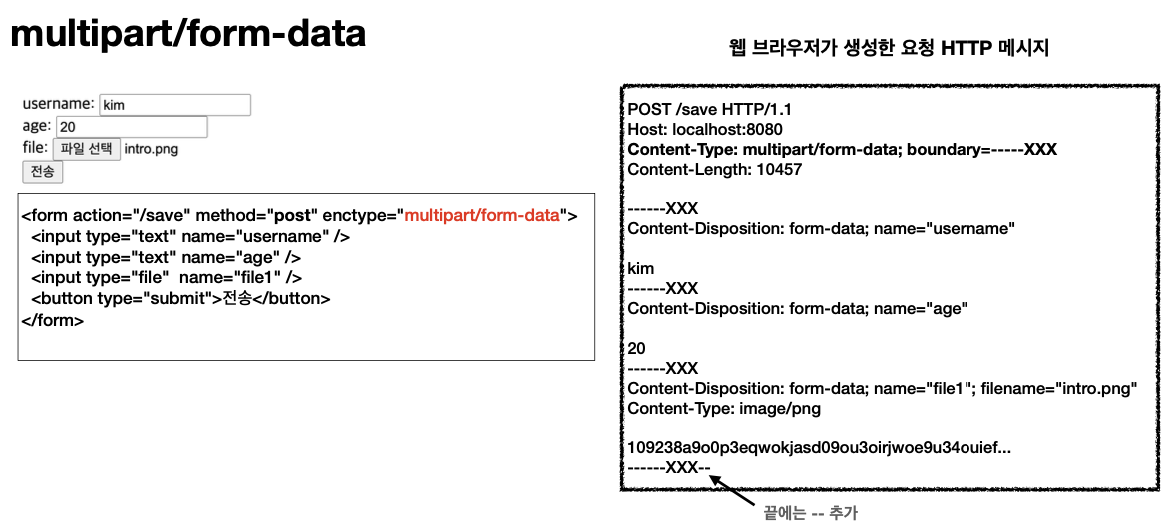 multipart/form-data
username: kim
age: 20
file: 파일 선택 intro.png
전송
<form action="/save" method="post" enctype="multipart/form-data">
<input type="text" name="username" />
<input type="text" name="age" />
<input type="file"  name="file1" />
<button type="submit">전송</button>
</form>
웹 브라우저가 생성한 요청 HTTP 메시지
POST /save HTTP/1.1
Host: localhost:8080
Content-Type: multipart/form-data; boundary=-----XXX
Content-Length: 10457
------XXX
Content-Disposition: form-data; name="username"
kim
------XXX
Content-Disposition: form-data; name="age"
20
------XXX
Content-Disposition: form-data; name="file1"; filename="intro.png"
Content-Type: image/png
109238a9o0p3eqwokjasd09ou3oirjwoe9u34ouief...
------XXX--
끝에는 -- 추가